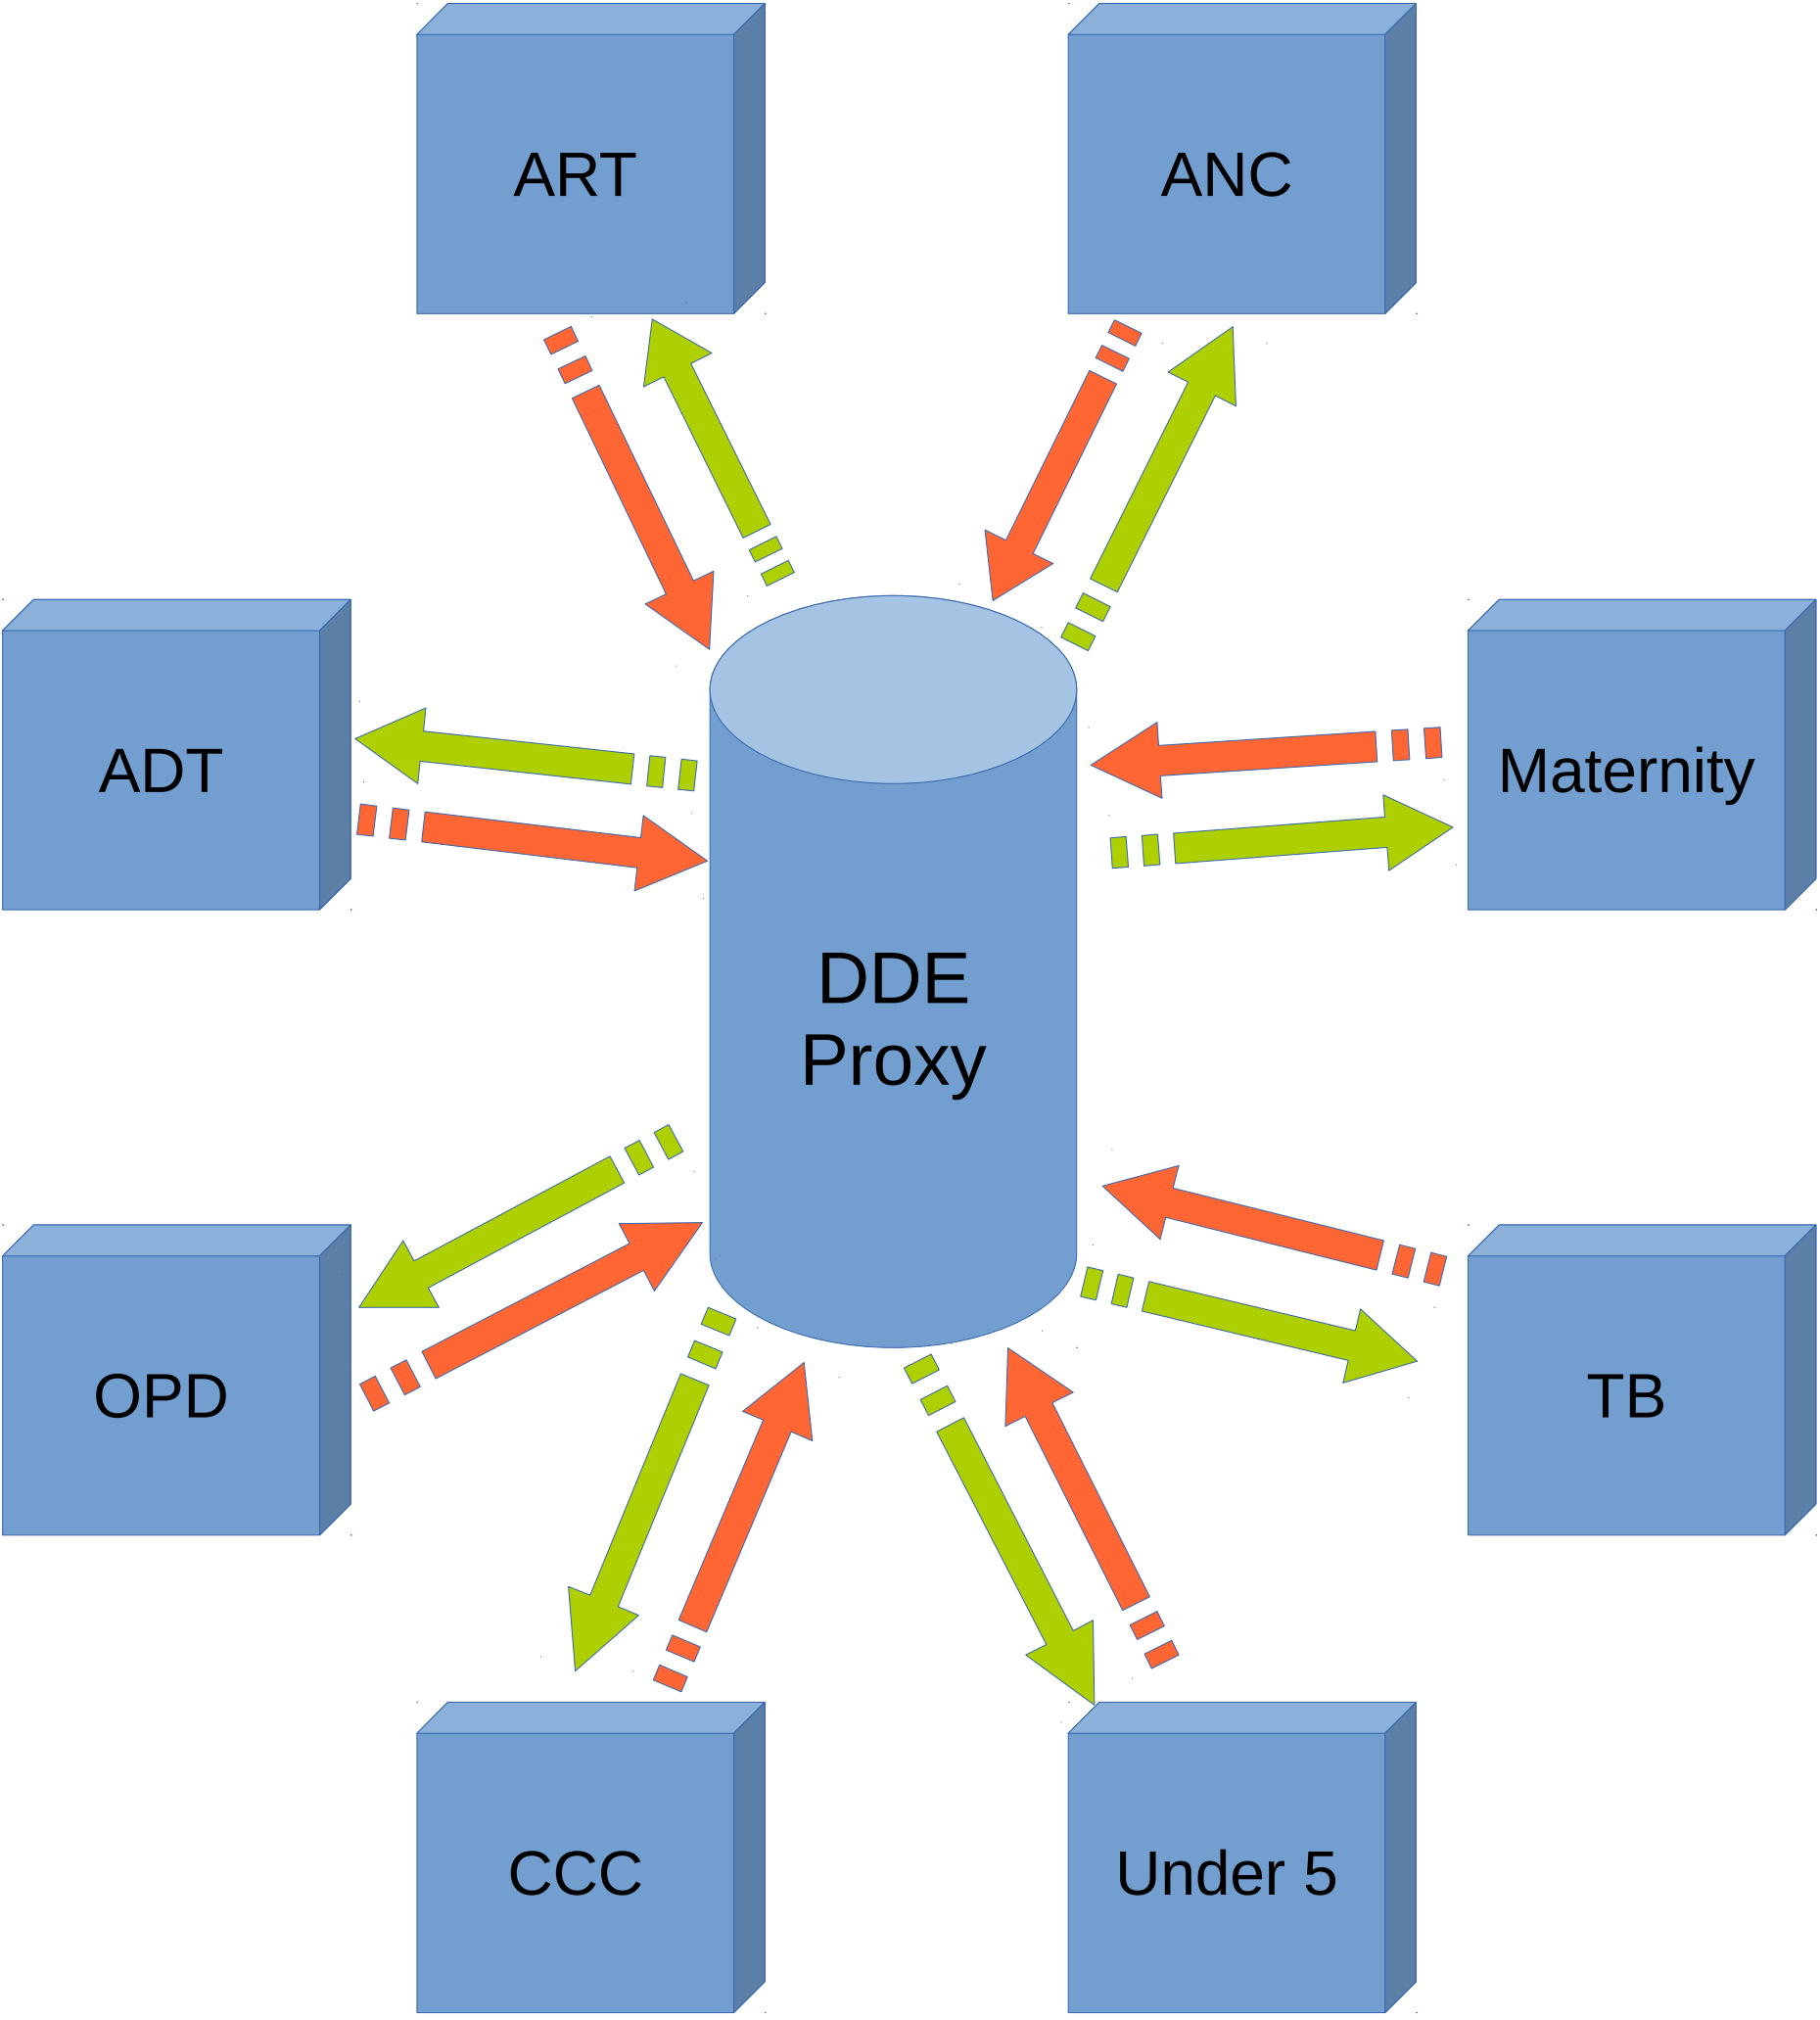 ART
ANC
ADT
Maternity
DDE
Proxy
OPD
TB
CCC
Under 5